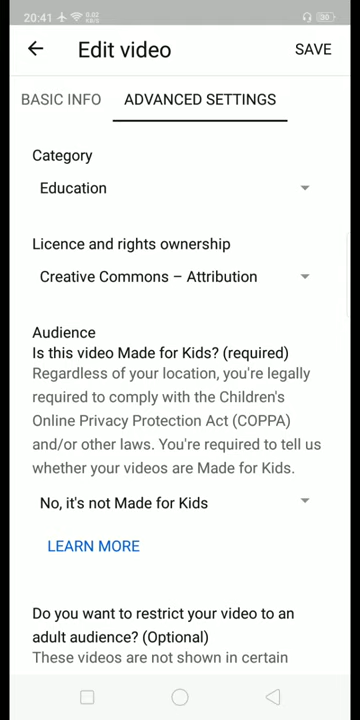 20:41 0.02 KB/s 30
Edit video SAVE
BASIC INFO ADVANCED SETTINGS
Category
Education
Licence and rights ownership
Creative Commons – Attribution
Audience
Is this video Made for Kids? (required)
Regardless of your location, you're legally
required to comply with the Children's
Online Privacy Protection Act (COPPA)
and/or other laws. You're required to tell us
whether your videos are Made for Kids.
No, it's not Made for Kids
LEARN MORE
Do you want to restrict your video to an
adult audience? (Optional)
These videos are not shown in certain